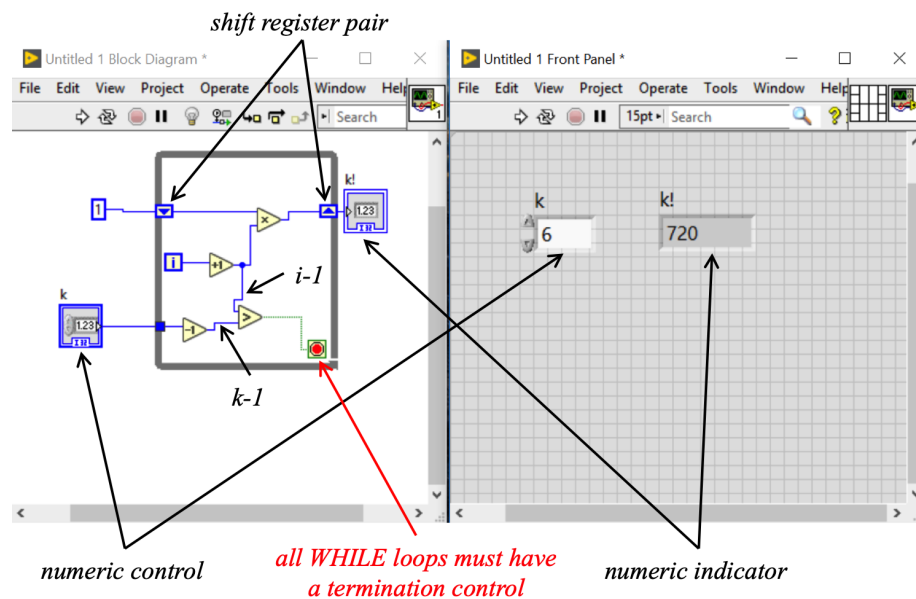 shift register pair
Untitled 1 Block Diagram *
File Edit View Project Operate Tools Window Help
Search
1
1
k!
1.23
i
+1
x
i-1
k
1.23
-1
>
k-1
Untitled 1 Front Panel *
File Edit View Project Operate Tools Window Help
15pt Search
?
k
6
k!
720
numeric control
all WHILE loops must have
a termination control
numeric indicator